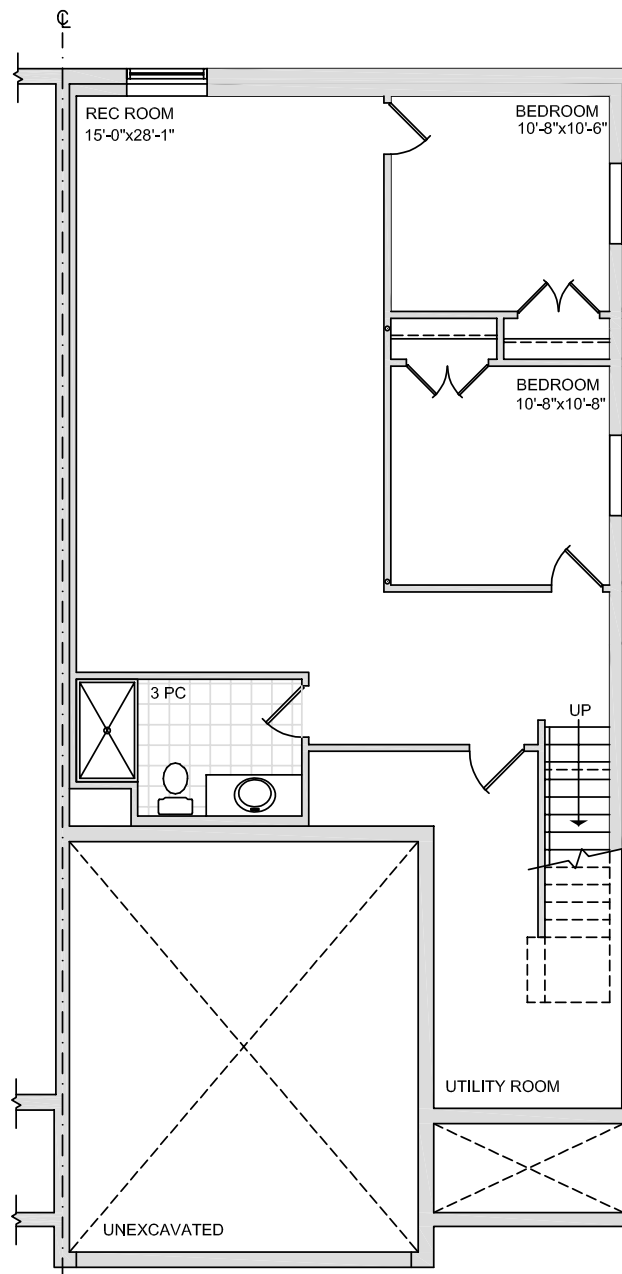 ℄
REC ROOM
15'-0"x28'-1"
BEDROOM
10'-8"x10'-6"
BEDROOM
10'-8"x10'-8"
3 PC
UP
UTILITY ROOM
UNEXCAVATED